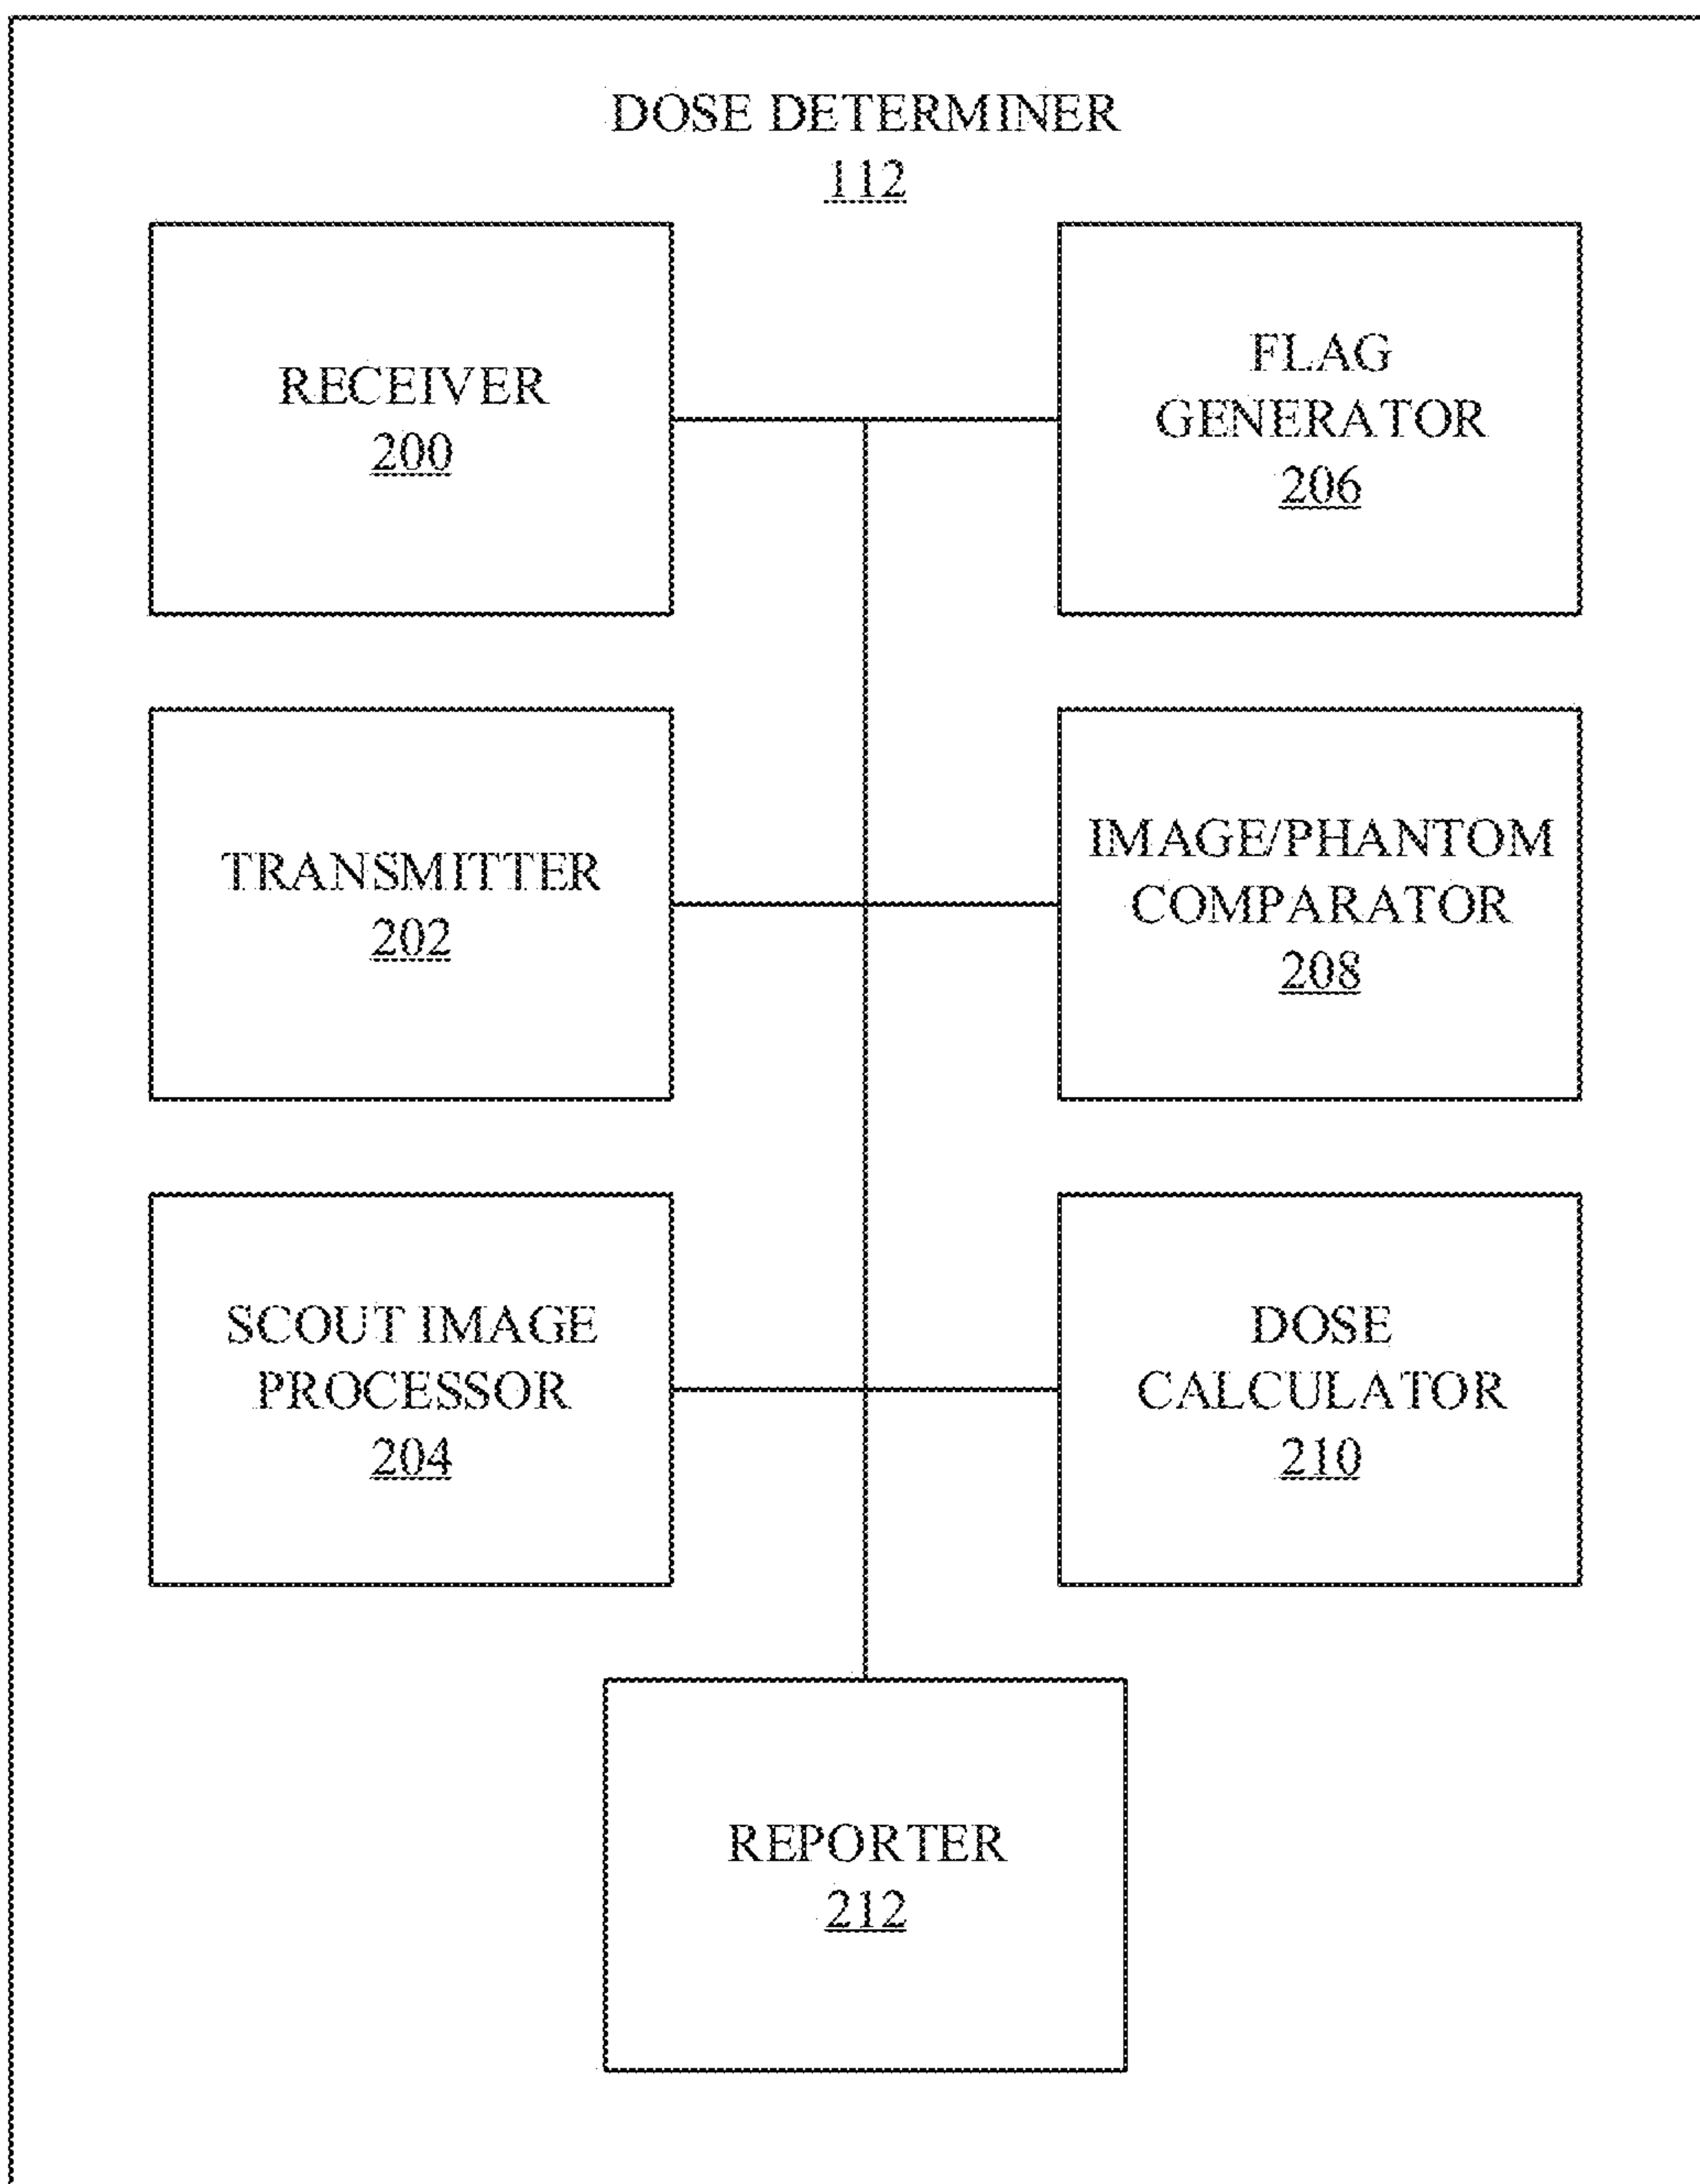 DOSE DETERMINER
112
RECEIVER
200
FLAG
GENERATOR
206
TRANSMITTER
202
IMAGE/PHANTOM
COMPARATOR
208
SCOUT IMAGE
PROCESSOR
204
DOSE
CALCULATOR
210
REPORTER
212